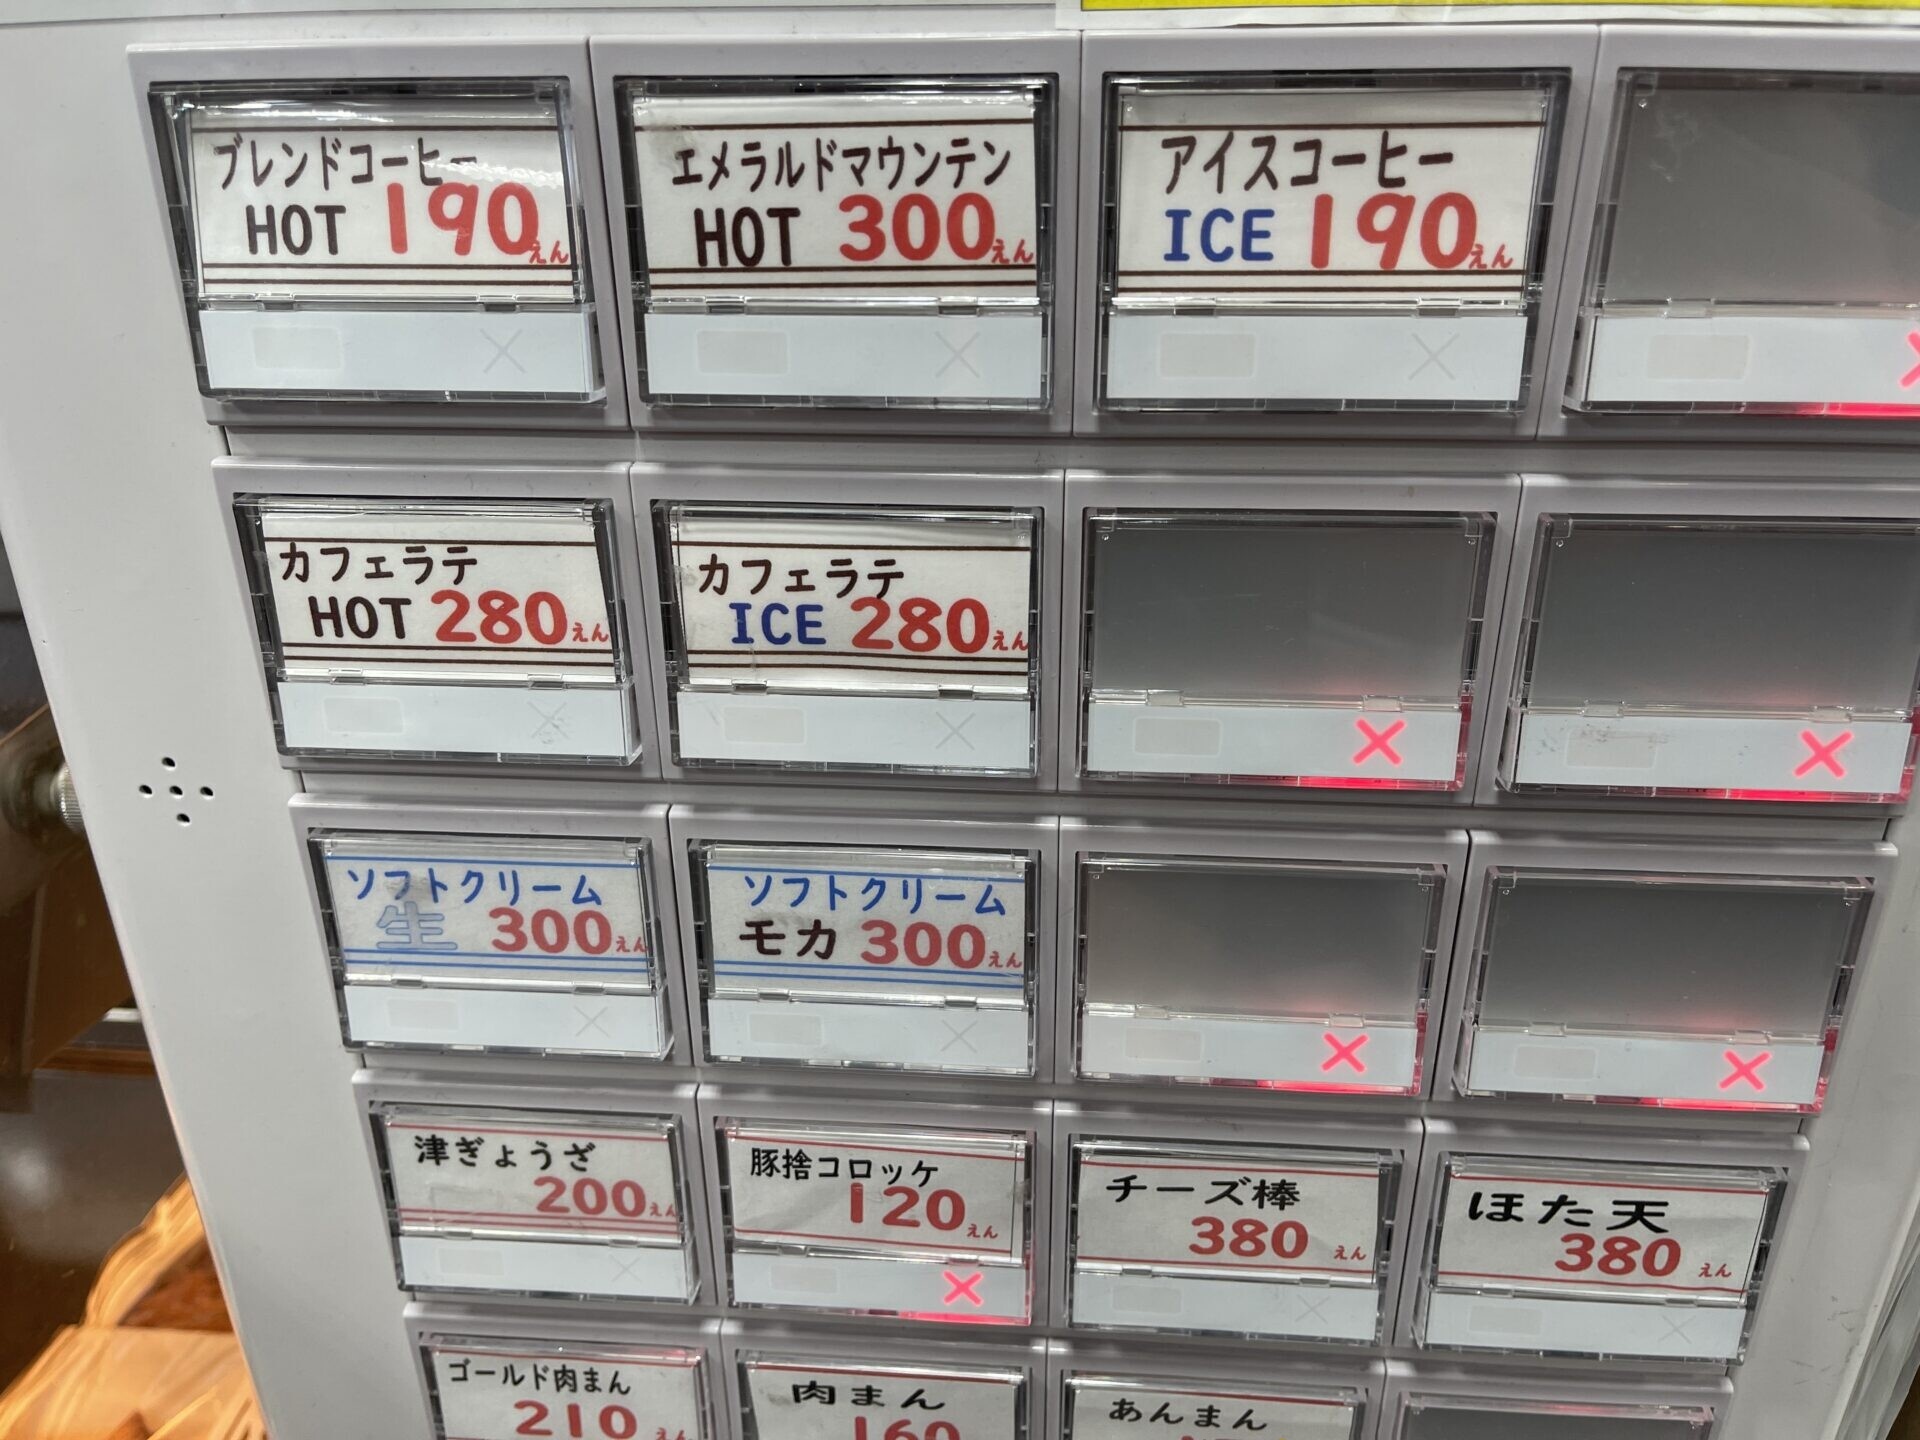 ブレンドコーヒー
HOT 190えん
エメラルドマウンテン
HOT 300えん
アイスコーヒー
ICE 190えん
カフェラテ
HOT 280えん
カフェラテ
ICE 280えん
ソフトクリーム
生 300えん
ソフトクリーム
モカ 300えん
津ぎょうざ
200えん
豚捨コロッケ
120えん
チーズ棒
380えん
ほた天
380えん
ゴールド肉まん
210えん
肉まん
160
あんまん